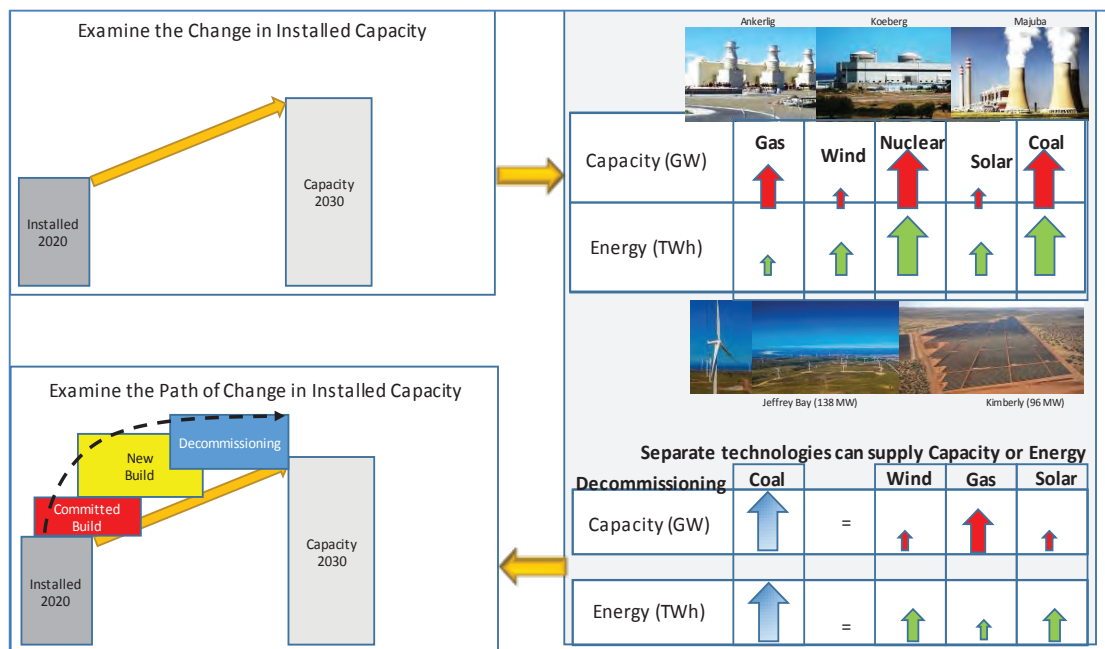 Examine the Change in Installed Capacity
Installed
2020
Capacity
2030
Ankerlig
Koeberg
Majuba
Gas
Wind
Nuclear
Solar
Coal
Capacity (GW)
Energy (TWh)
Jeffrey Bay (138 MW)
Kimberly (96 MW)
Separate technologies can supply Capacity or Energy
Decommissioning
Coal
Wind
Gas
Solar
Capacity (GW)
=
Energy (TWh)
=
Examine the Path of Change in Installed Capacity
Decommissioning
New
Build
Committed
Build
Installed
2020
Capacity
2030